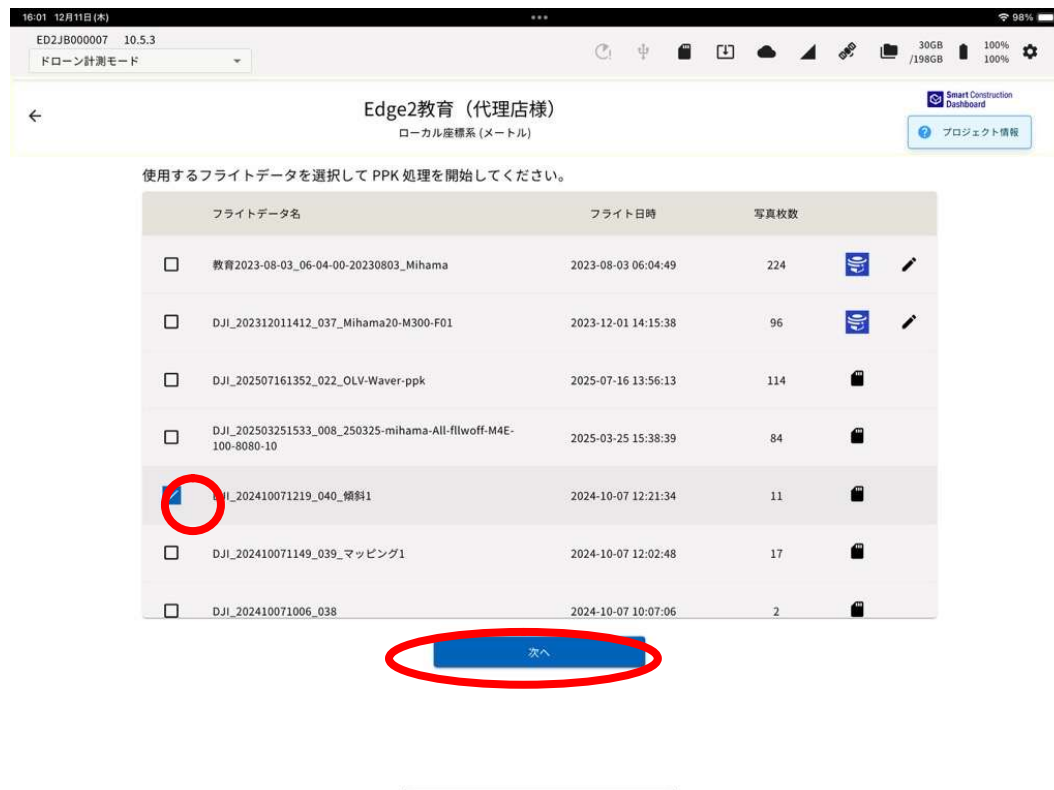 16:01 12月11日(木)
98%
ED2JB000007 10.5.3
ドローン計測モード
30GB
/198GB
100%
100%
Edge2教育（代理店様）
ローカル座標系 (メートル)
Smart Construction
Dashboard
プロジェクト情報
使用するフライトデータを選択して PPK 処理を開始してください。
フライトデータ名 フライト日時 写真枚数
教育2023-08-03_06-04-00-20230803_Mihama 2023-08-03 06:04:49 224
DJI_202312011412_037_Mihama20-M300-F01 2023-12-01 14:15:38 96
DJI_202507161352_022_OLV-Waver-ppk 2025-07-16 13:56:13 114
DJI_202503251533_008_250325-mihama-All-fllwoff-M4E-
100-8080-10 2025-03-25 15:38:39 84
DJI_202410071219_040_傾斜1 2024-10-07 12:21:34 11
DJI_202410071149_039_マッピング1 2024-10-07 12:02:48 17
DJI_202410071006_038 2024-10-07 10:07:06 2
次へ